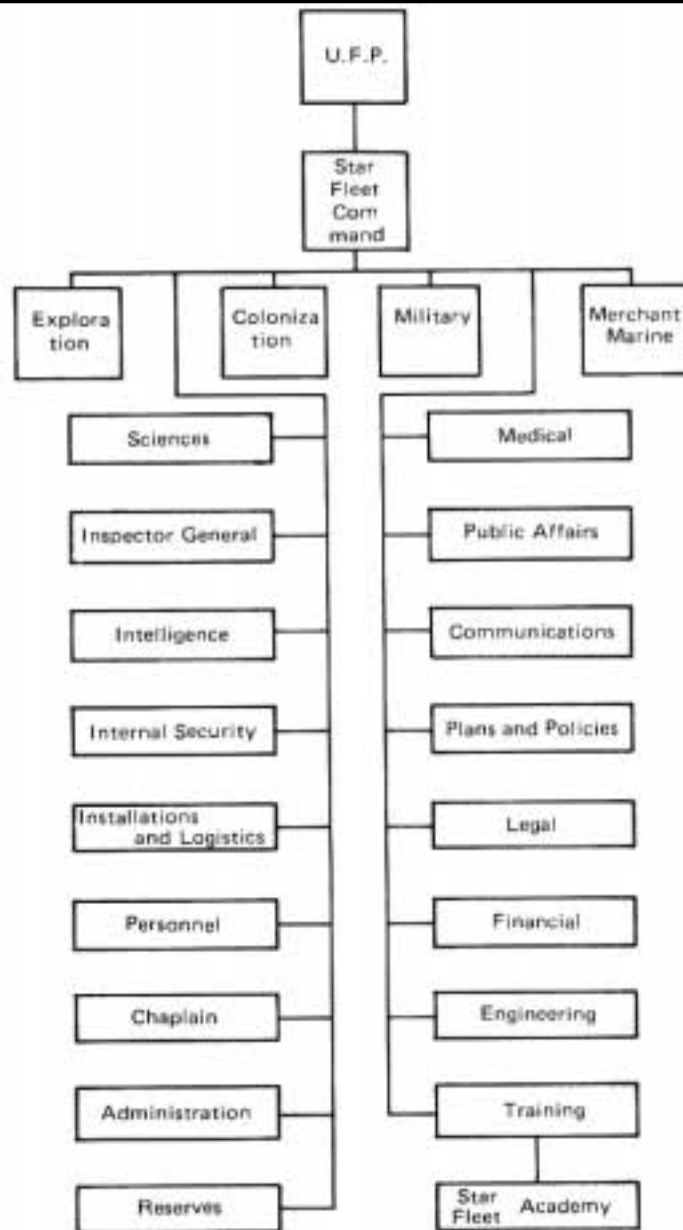 U.F.P.
Star
Fleet
Com
mand
Explora
tion
Coloniza
tion
Military
Merchant
Marine
Sciences
Medical
Inspector General
Public Affairs
Intelligence
Communications
Internal Security
Plans and Policies
Installations
and Logistics
Legal
Personnel
Financial
Chaplain
Engineering
Administration
Training
Reserves
Star
Fleet Academy